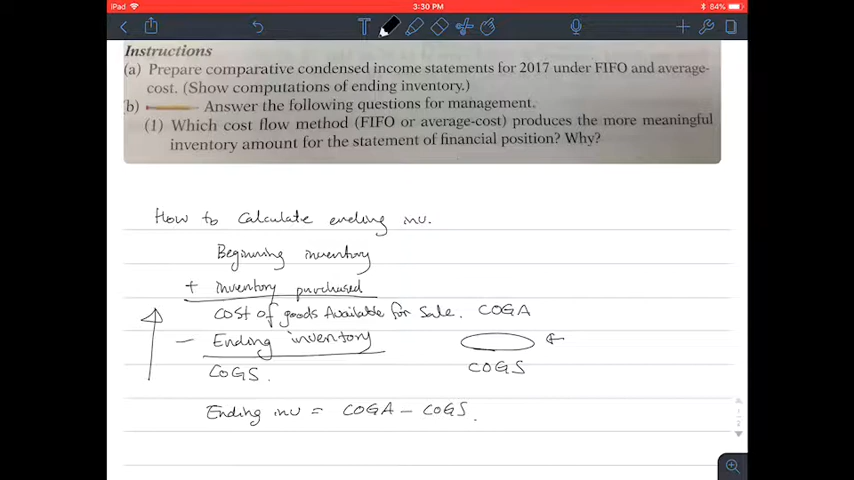 iPad
3:30 PM
84%
T
Instructions
(a) Prepare comparative condensed income statements for 2017 under FIFO and average-
cost. (Show computations of ending inventory.)
(b) Answer the following questions for management.
(1) Which cost flow method (FIFO or average-cost) produces the more meaningful
inventory amount for the statement of financial position? Why?
How to Calculate ending inv.
Beginning inventory
+ inventory purchased
Cost of goods Available for Sale. COGA
- Ending inventory
COGS. COGS
Ending inv = COGA - COGS.